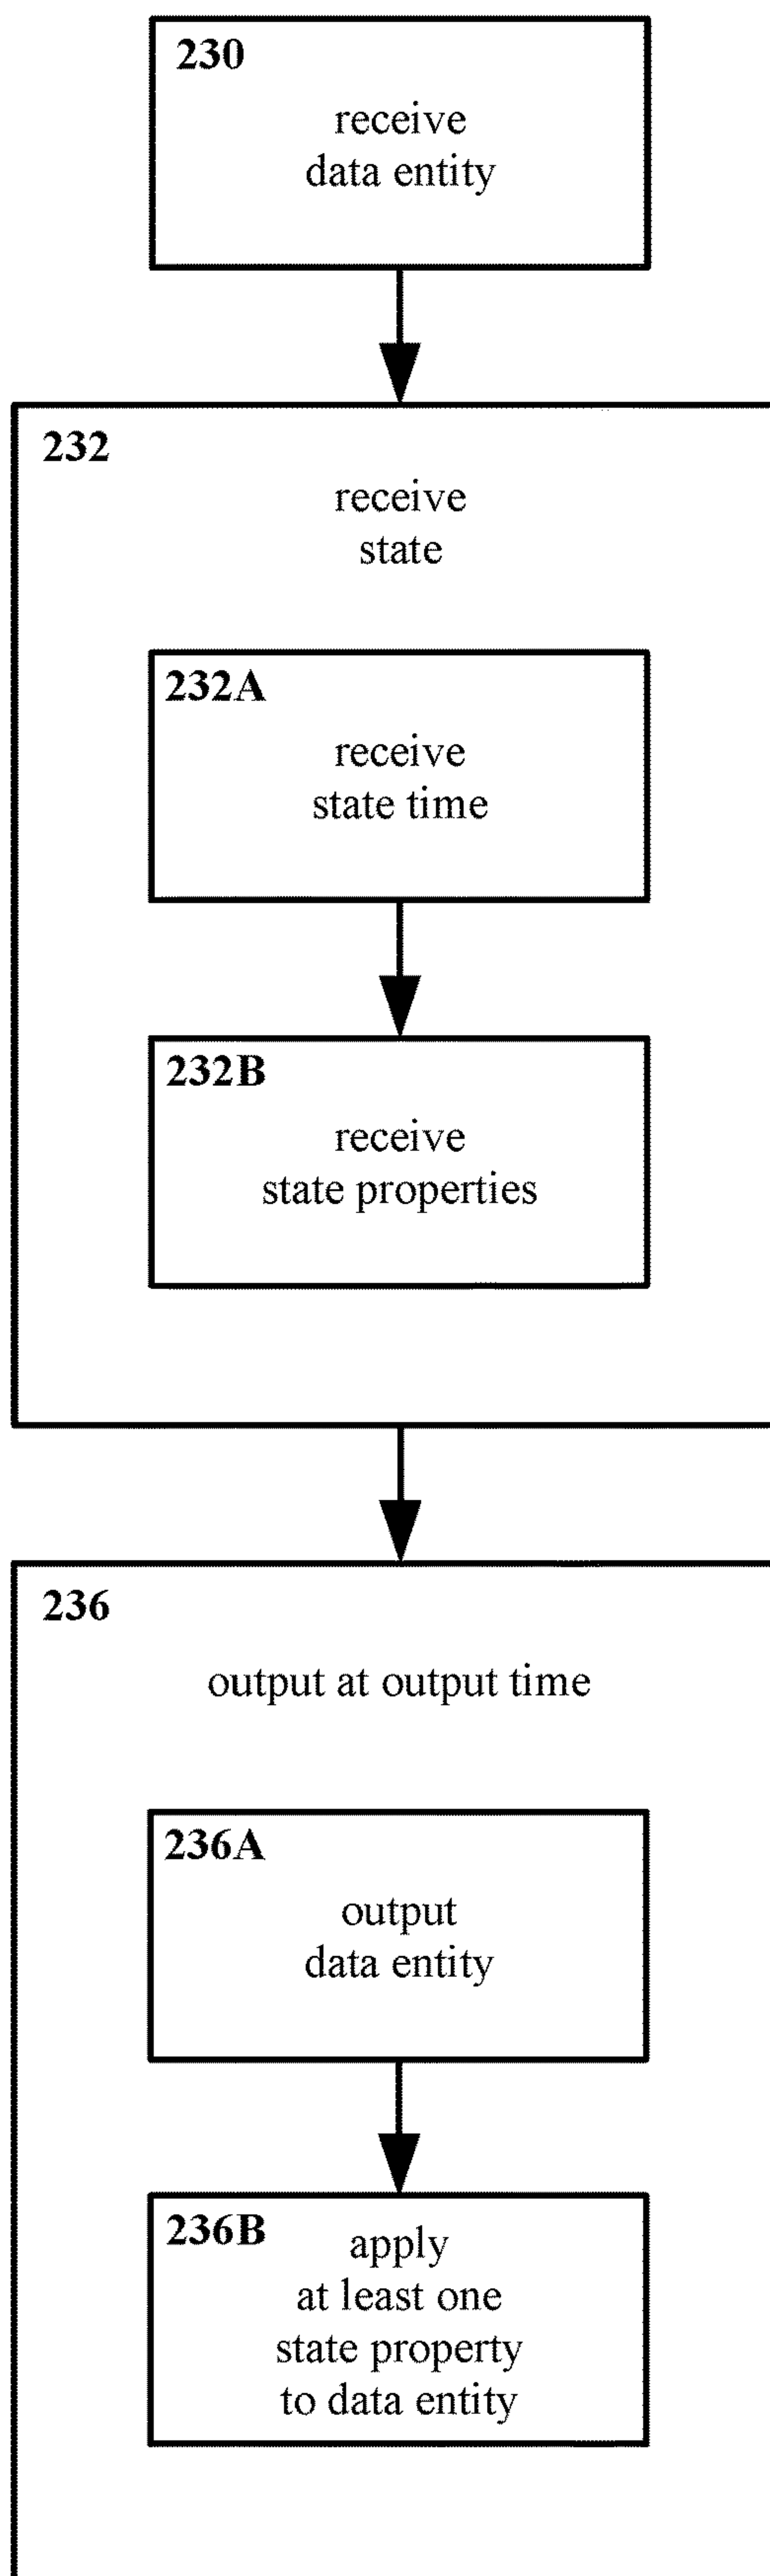 230
receive
data entity
232
receive
state
232A
receive
state time
232B
receive
state properties
236
output at output time
236A
output
data entity
236B
apply
at least one
state property
to data entity